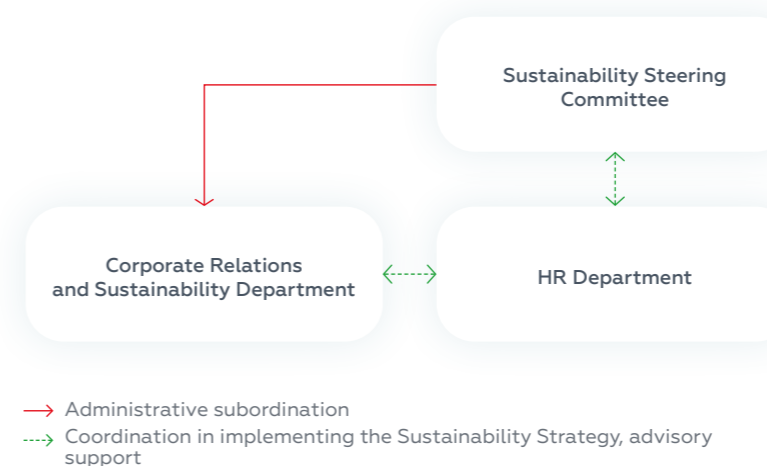 Sustainability Steering
Committee
Corporate Relations
and Sustainability Department
HR Department
Administrative subordination
Coordination in implementing the Sustainability Strategy, advisory
support